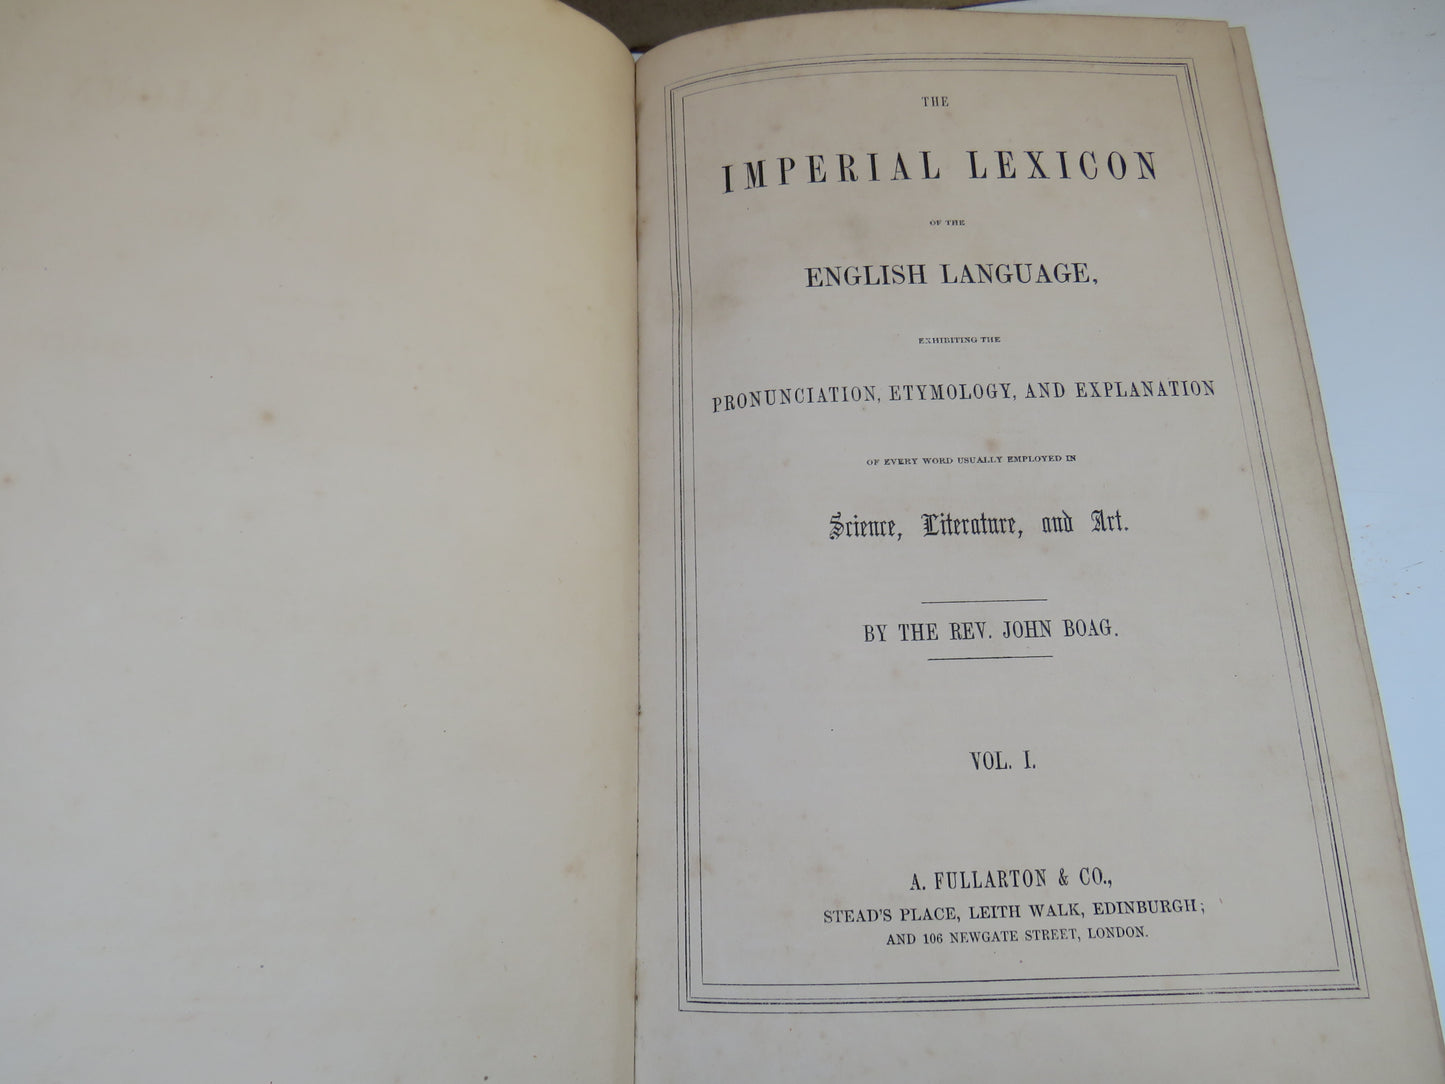 THE
IMPERIAL LEXICON
OF THE
ENGLISH LANGUAGE,
EXHIBITING THE
PRONUNCIATION, ETYMOLOGY, AND EXPLANATION
OF EVERY WORD USUALLY EMPLOYED IN
Science, Literature, and Art.
BY THE REV. JOHN BOAG.
VOL. I.
A. FULLARTON & CO.,
STEAD'S PLACE, LEITH WALK, EDINBURGH;
AND 106 NEWGATE STREET, LONDON.